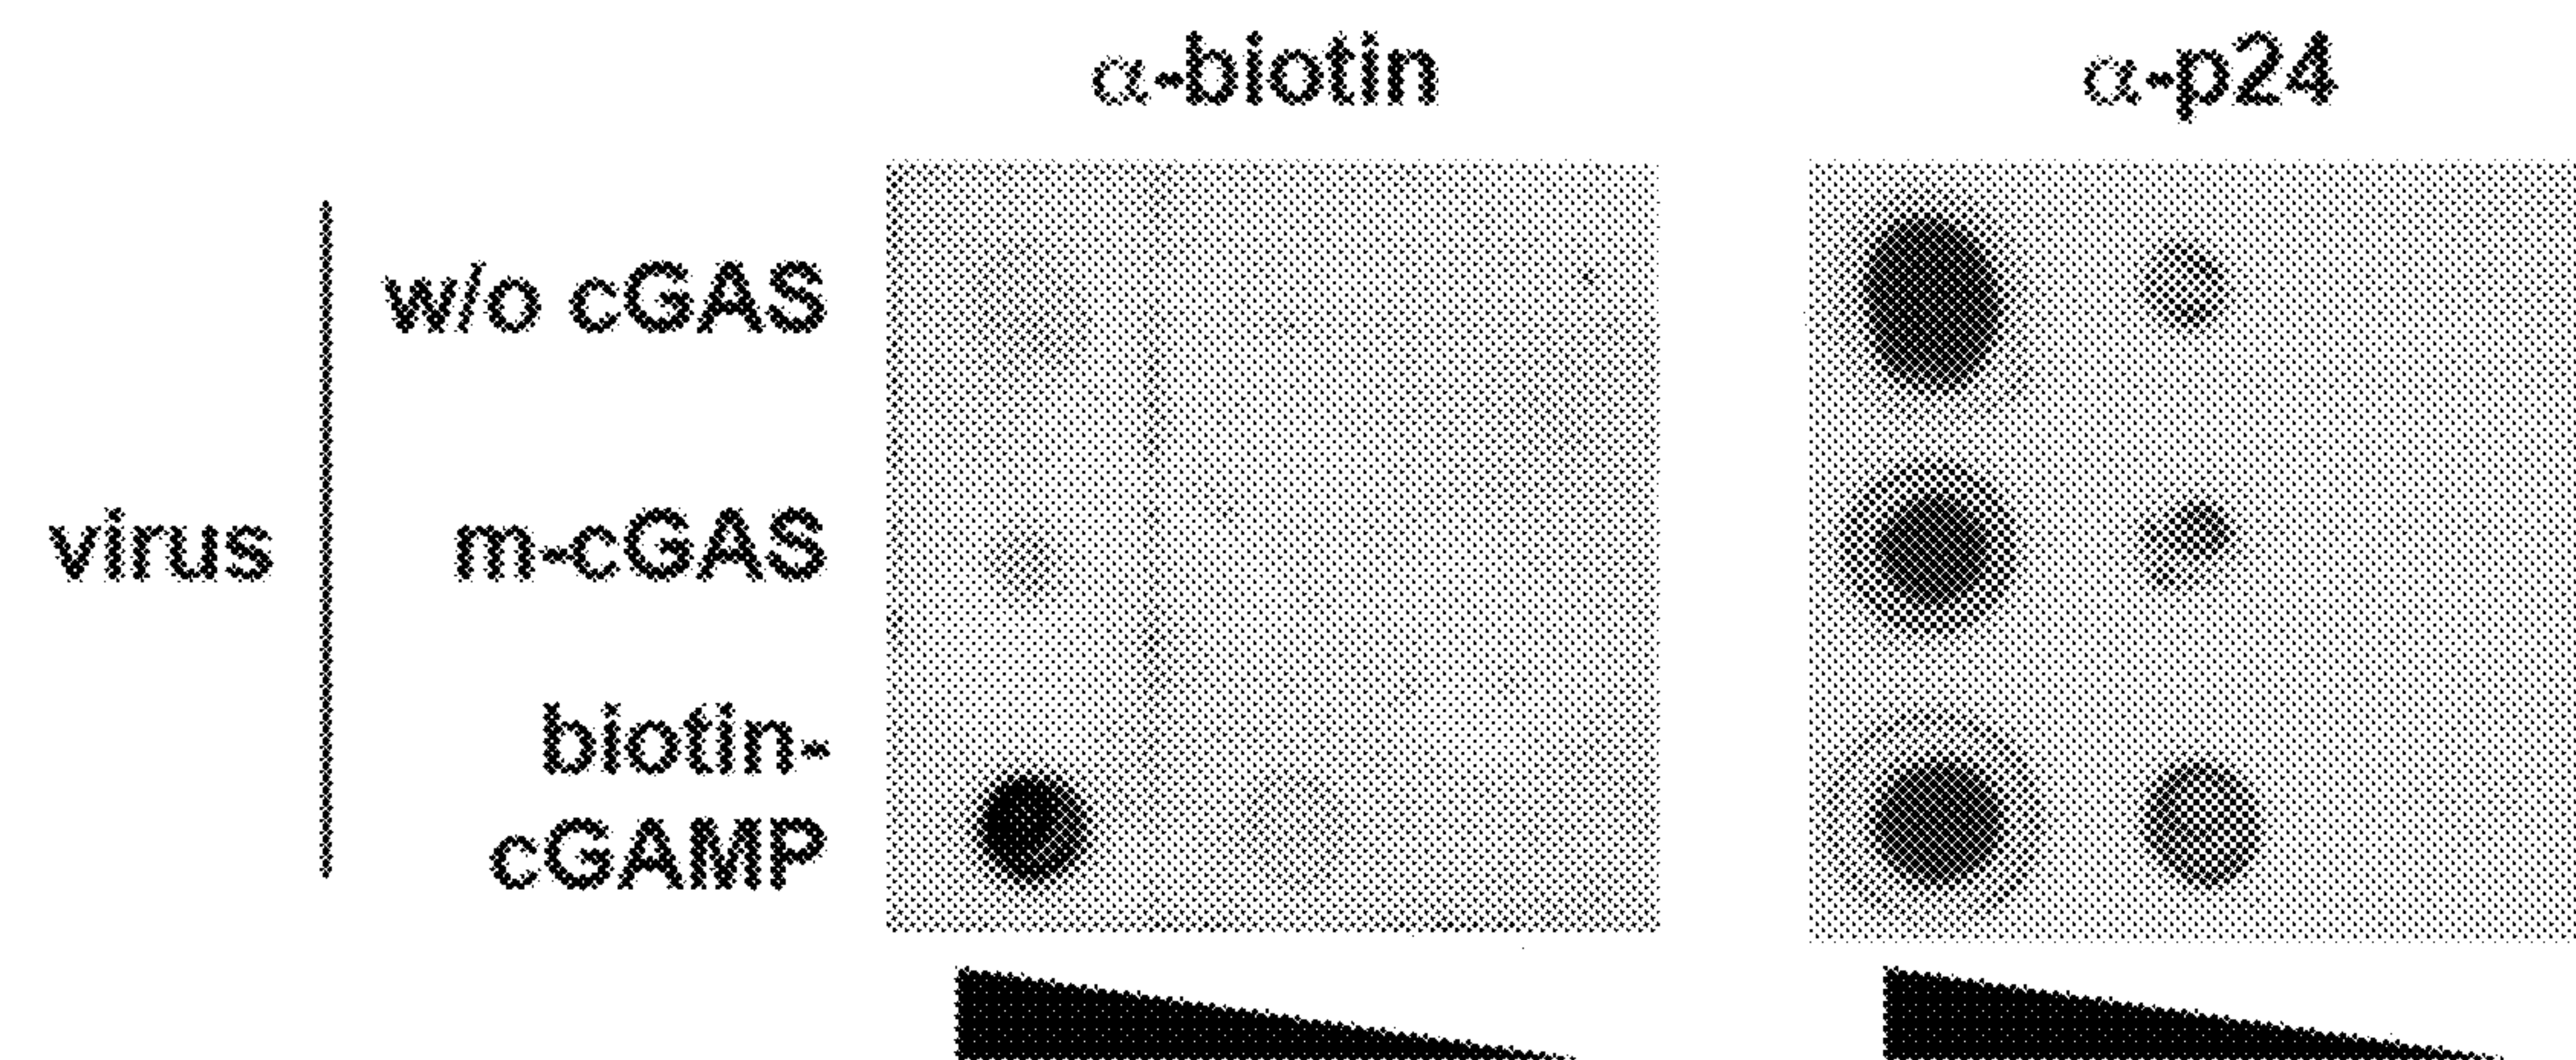 α-biotin
α-p24
w/o cGAS
virus
m-cGAS
biotin-
cGAMP